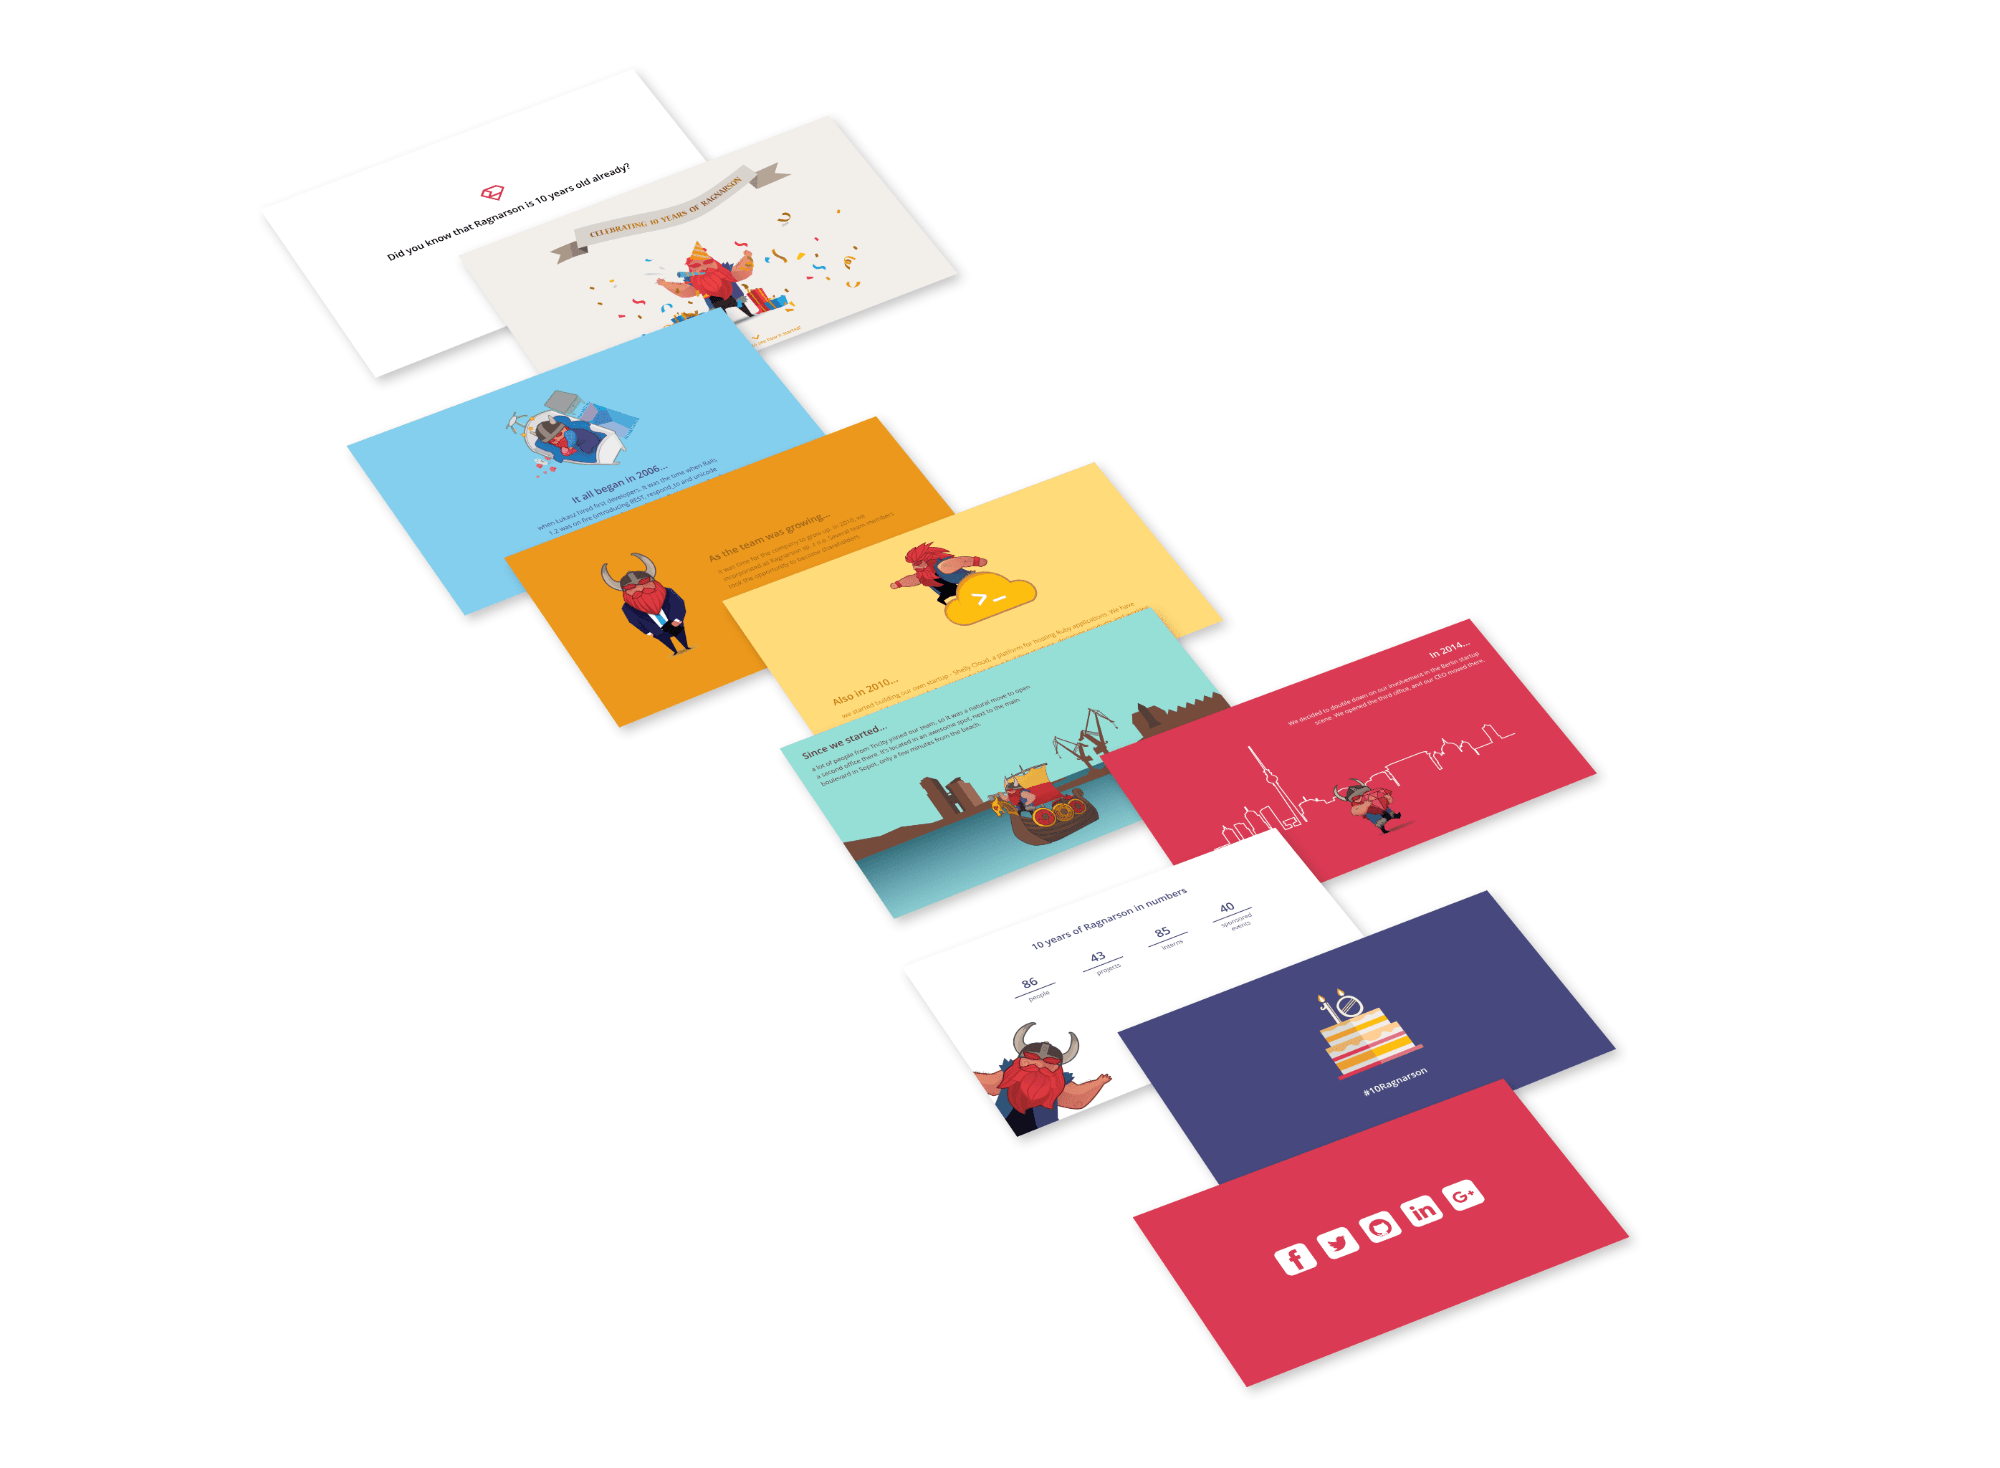 Did you know that Ragnarson is 10 years old already?
CELEBRATING 10 YEARS OF RAGNARSON
It all began in 2006...
when Łukasz hired first developers. It was the time when Rails
1.2 was on fire introducing REST, respond_to and unicode
As the team was growing...
it was time for the company to grow up. In 2010, we
incorporated as Ragnarson sp. z o.o. Several team members
took the opportunity to become shareholders.
>_
Also in 2010...
we started building our own startup - Shelly Cloud, a platform for hosting Ruby applications. We have
Since we started...
a lot of people from Tricity joined our team, so it was a natural move to open
a second office there. It's located in an awesome spot, next to the main
boulevard in Sopot, only a few minutes from the beach.
In 2014...
We decided to double down on our involvement in the Berlin startup
scene. We opened the third office, and our CEO moved there.
10 years of Ragnarson in numbers
86
people
43
projects
85
interns
40
sponsored
events
10
#10Ragnarson
f
in
G+